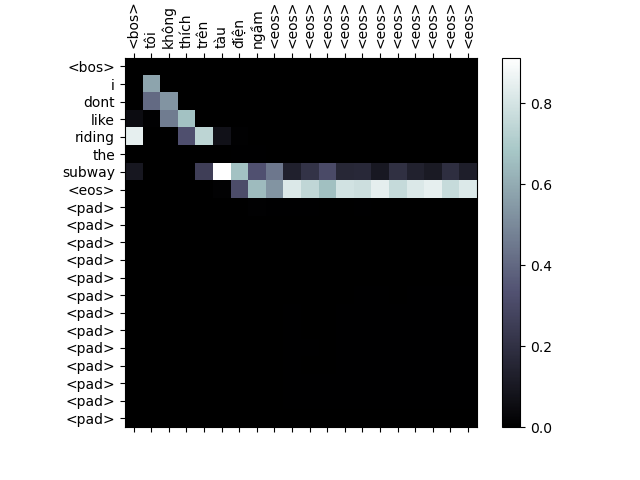 <bos> tôi không thích trên tàu điện ngầm <eos> <eos> <eos> <eos> <eos> <eos> <eos> <eos> <eos> <eos> <eos> <eos>
<bos>
i
dont
like
riding
the
subway
<eos>
<pad>
<pad>
<pad>
<pad>
<pad>
<pad>
<pad>
<pad>
<pad>
<pad>
<pad>
<pad>
<pad>
0.8
0.6
0.4
0.2
0.0